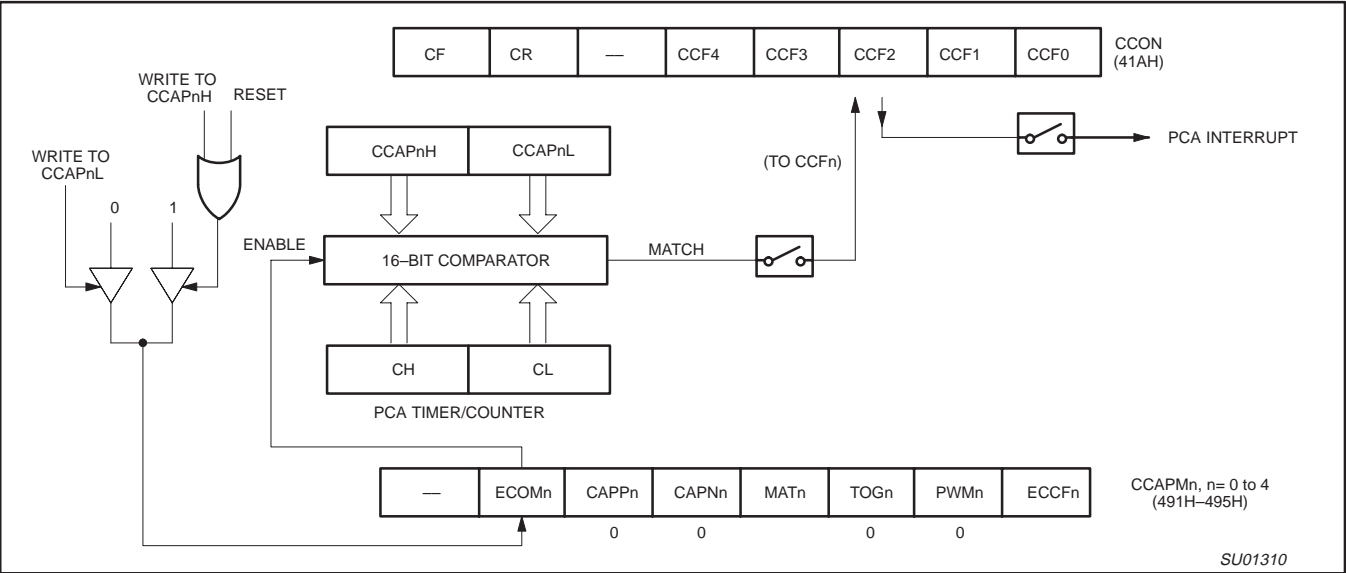 CF CR — CCF4 CCF3 CCF2 CCF1 CCF0
CCON
(41AH)
WRITE TO
CCAPnH
RESET
WRITE TO
CCAPnL
0 1
CCAPnH CCAPnL
(TO CCFn)
PCA INTERRUPT
ENABLE
16–BIT COMPARATOR
MATCH
CH CL
PCA TIMER/COUNTER
— ECOMn CAPPn CAPNn MATn TOGn PWMn ECCFn
CCAPMn, n= 0 to 4
(491H–495H)
0 0 0 0
SU01310